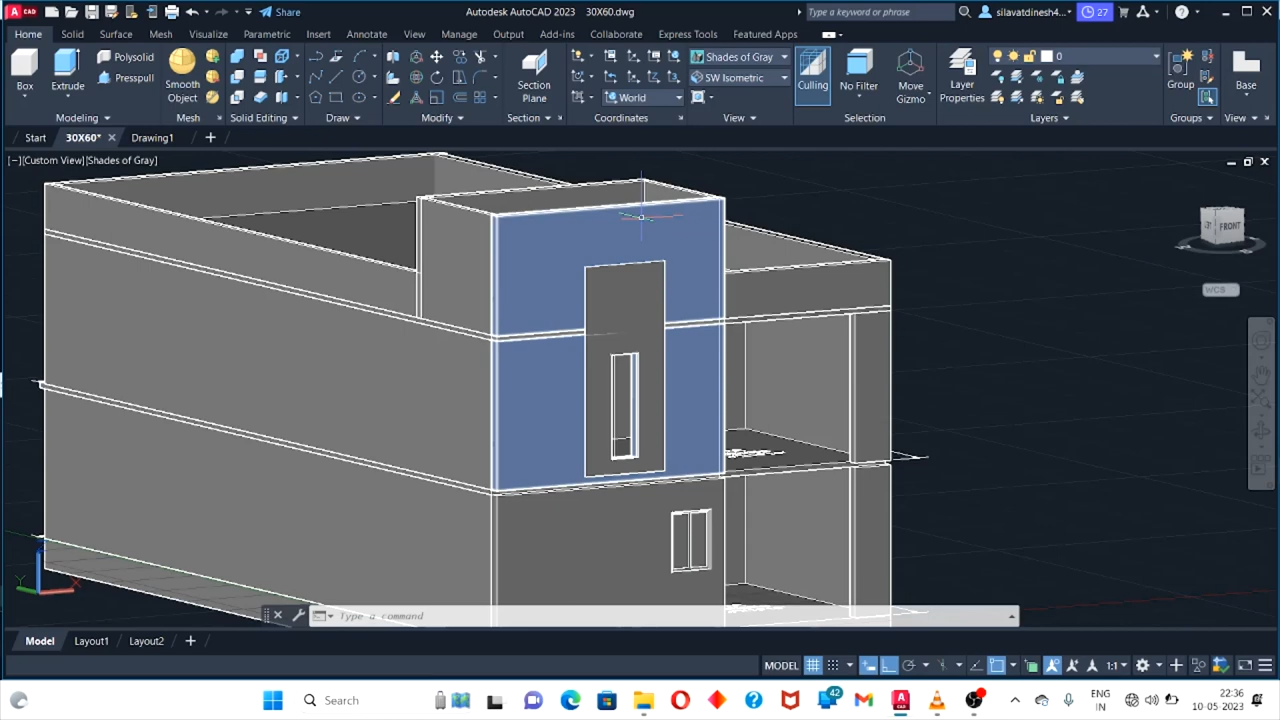 A CAD
Share
Autodesk AutoCAD 2023 30X60.dwg
Type a keyword or phrase
silavatdinesh4...
27
Home Solid Surface Mesh Visualize Parametric Insert Annotate View Manage Output Add-ins Collaborate Express Tools Featured Apps
Box
Extrude
Polysolid
Presspull
Smooth
Object
Section
Plane
Shades of Gray
SW Isometric
World
Culling
No Filter
Move
Gizmo
Layer
Properties
0
Group
Base
Modeling
Mesh
Solid Editing
Draw
Modify
Section
Coordinates
View
Selection
Layers
Groups
View
Start
30X60*
Drawing1
[−][Custom View][Shades of Gray]
FRONT
WCS
Y
X
Type a command
Model
Layout1
Layout2
MODEL
1:1
Search
42
A CAD
ENG
IN
22:36
10-05-2023